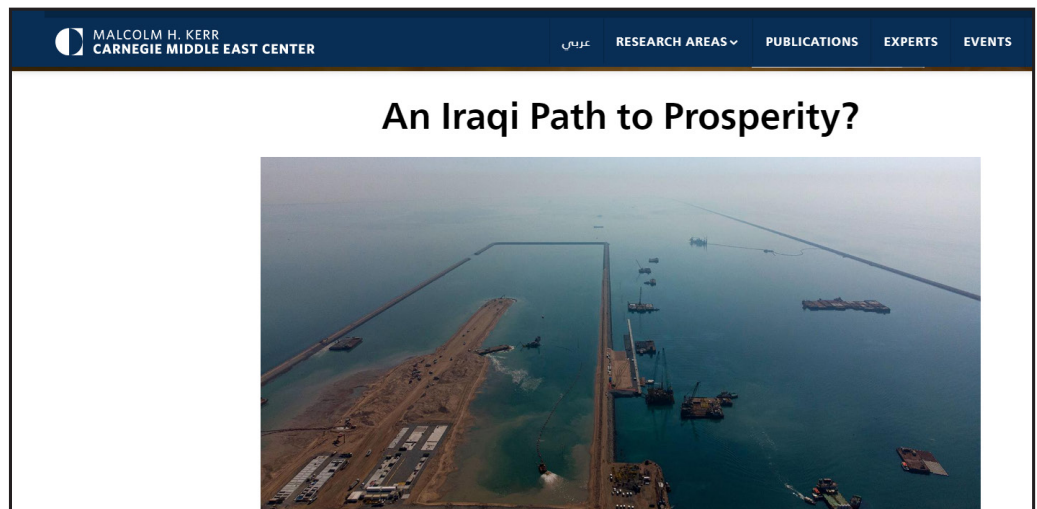 MALCOLM H. KERR
CARNEGIE MIDDLE EAST CENTER
عربي RESEARCH AREAS PUBLICATIONS EXPERTS EVENTS
An Iraqi Path to Prosperity?